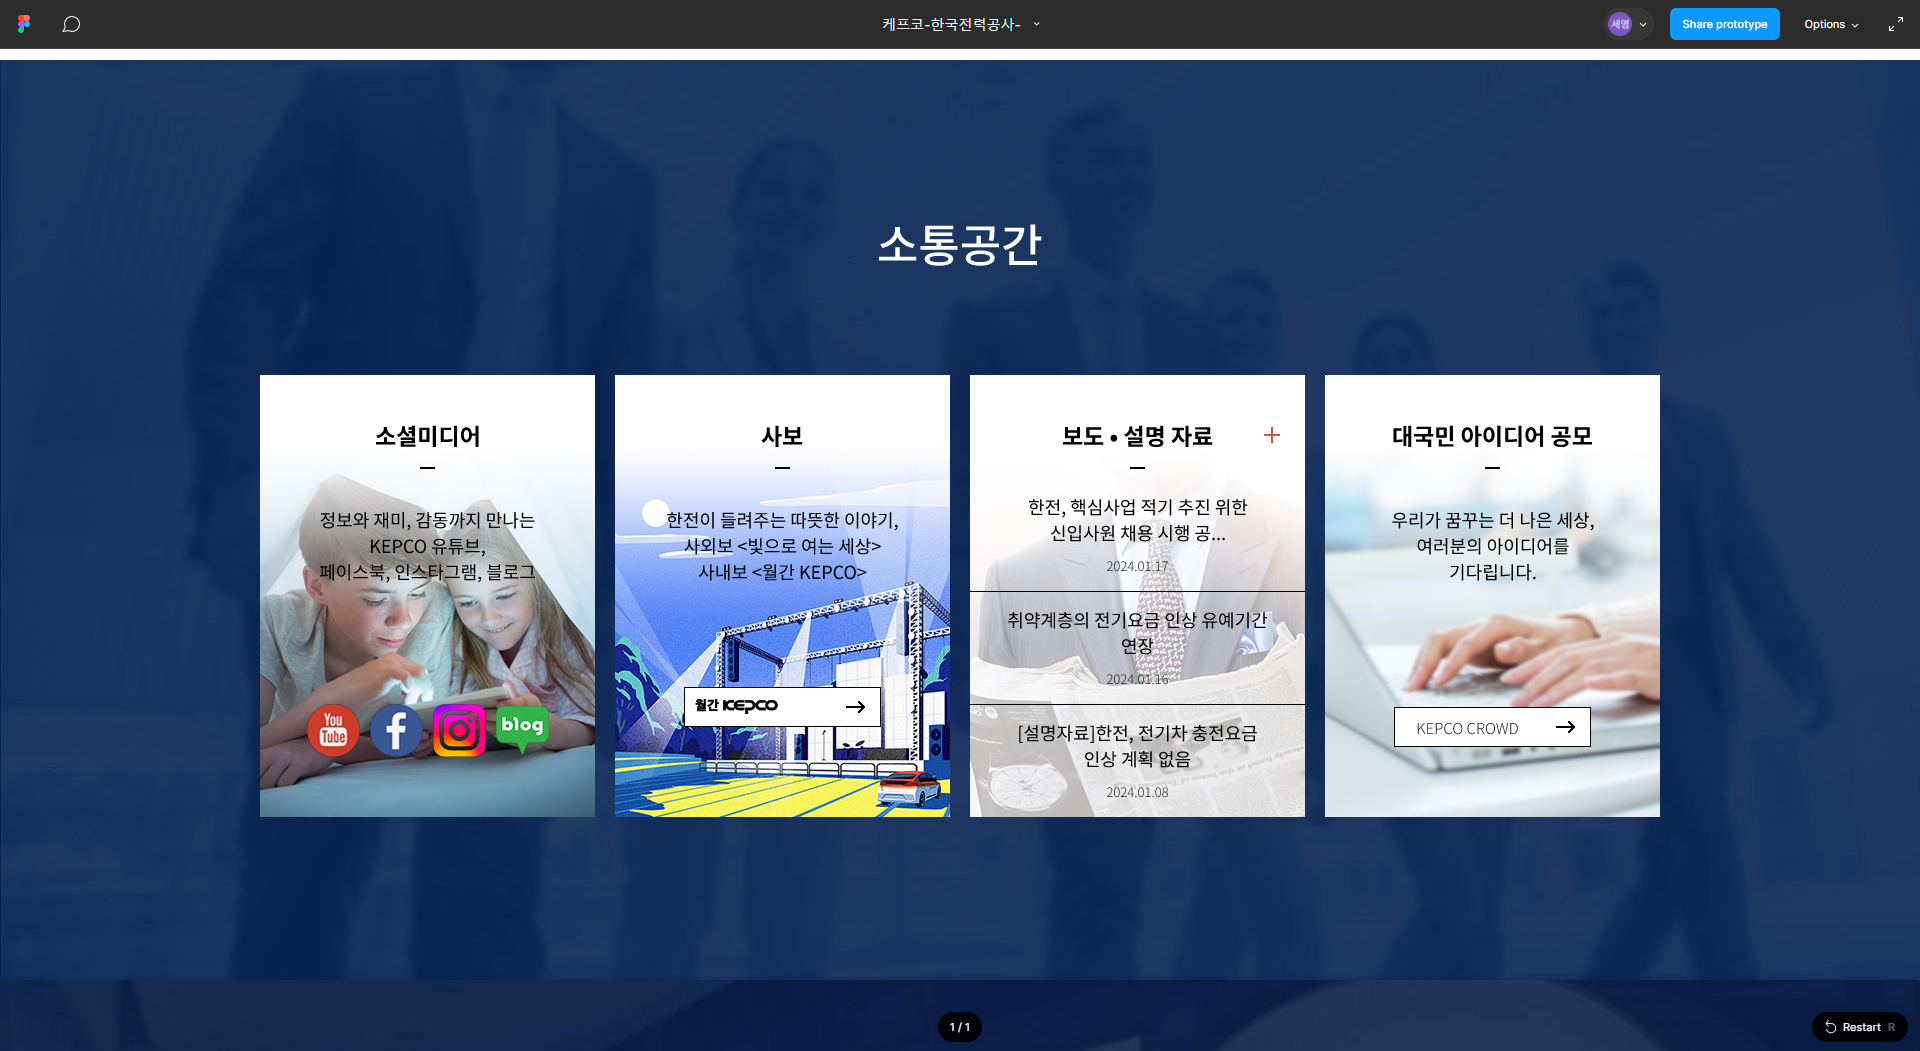 케프코-한국전력공사-
세영
Share prototype
Options
소통공간
소셜미디어
정보와 재미, 감동까지 만나는
KEPCO 유튜브,
페이스북, 인스타그램, 블로그
You
Tube
f
blog
사보
한전이 들려주는 따뜻한 이야기,
사외보 <빛으로 여는 세상>
사내보 <월간 KEPCO>
월간 KEPCO
보도 • 설명 자료
한전, 핵심사업 적기 추진 위한
신입사원 채용 시행 공...
2024.01.17
취약계층의 전기요금 인상 유예기간
연장
2024.01.16
[설명자료]한전, 전기차 충전요금
인상 계획 없음
2024.01.08
대국민 아이디어 공모
우리가 꿈꾸는 더 나은 세상,
여러분의 아이디어를
기다립니다.
KEPCO CROWD
1 / 1
Restart R